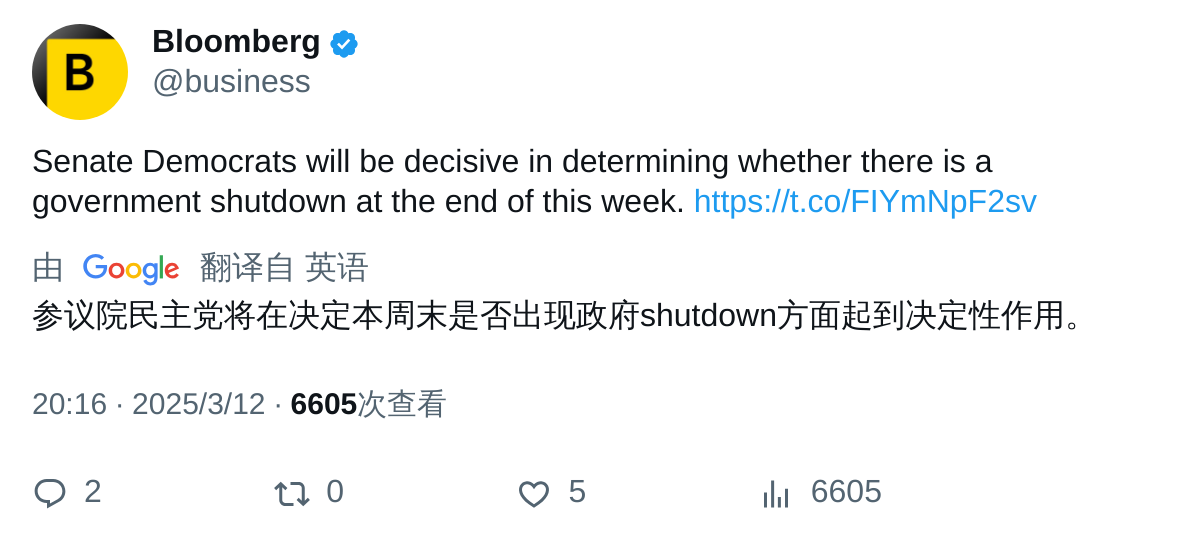 B
Bloomberg
@business
Senate Democrats will be decisive in determining whether there is a
government shutdown at the end of this week. https://t.co/FIYmNpF2sv
由 Google 翻译自 英语
参议院民主党将在决定本周末是否出现政府shutdown方面起到决定性作用。
20:16 · 2025/3/12 · 6605次查看
2 0 5 6605